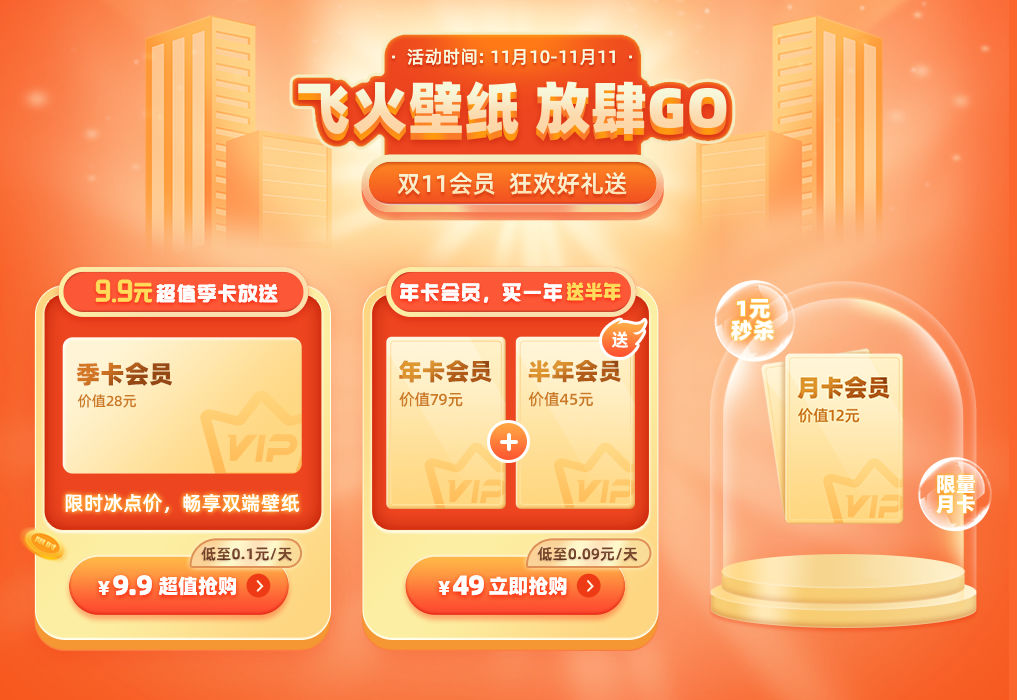 · 活动时间: 11月10-11月11 ·
飞火壁纸 放肆GO
双11会员 狂欢好礼送
9.9元超值季卡放送
季卡会员
价值28元
VIP
限时冰点价，畅享双端壁纸
低至0.1元/天
¥9.9 超值抢购
年卡会员，买一年送半年
送
年卡会员
价值79元
VIP
+
半年会员
价值45元
VIP
低至0.09元/天
¥49 立即抢购
1元
秒杀
月卡会员
价值12元
VIP
限量
月卡